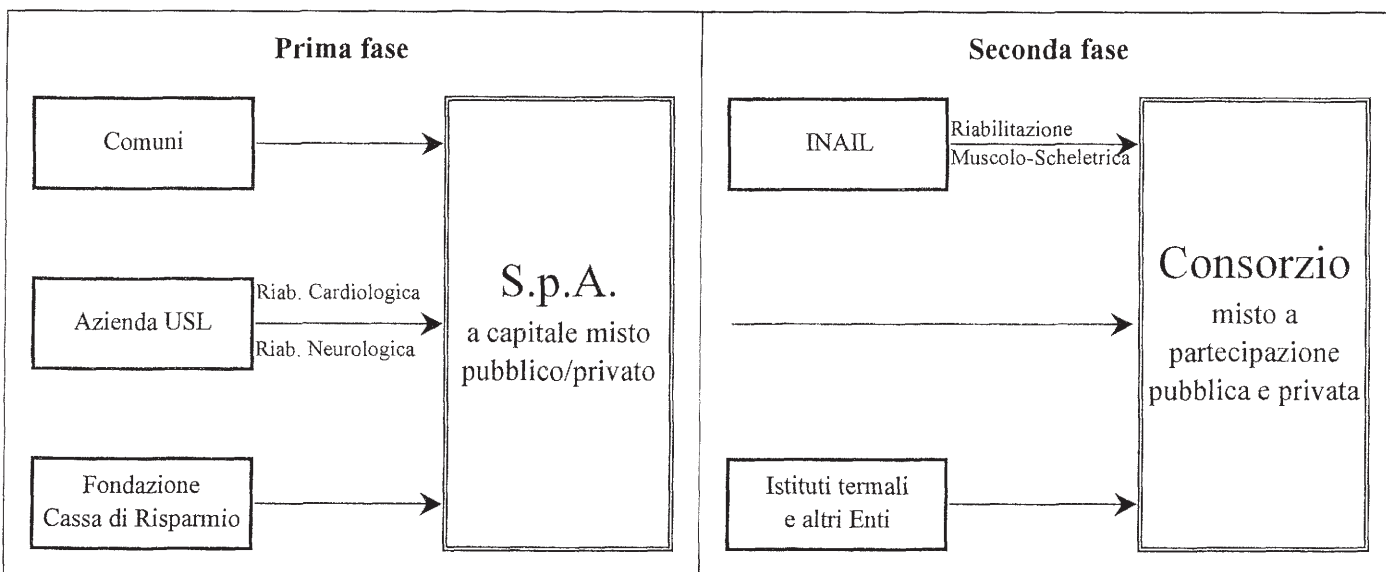 Prima fase
Comuni
Azienda USL
Riab. Cardiologica
Riab. Neurologica
Fondazione
Cassa di Risparmio
S.p.A.
a capitale misto
pubblico/privato
Seconda fase
INAIL
Riabilitazione
Muscolo-Scheletrica
Istituti termali
e altri Enti
Consorzio
misto a
partecipazione
pubblica e privata